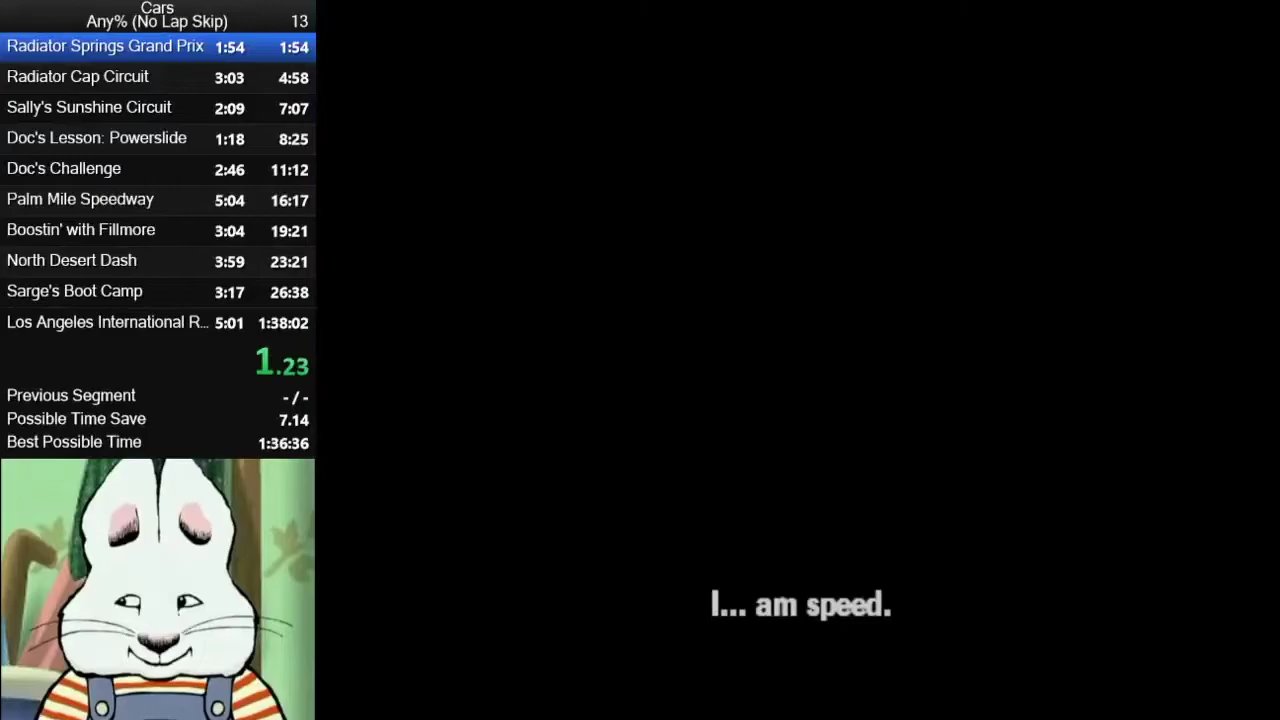 Cars
Any% (No Lap Skip) 13
Radiator Springs Grand Prix 1:54 1:54
Radiator Cap Circuit 3:03 4:58
Sally's Sunshine Circuit 2:09 7:07
Doc's Lesson: Powerslide 1:18 8:25
Doc's Challenge 2:46 11:12
Palm Mile Speedway 5:04 16:17
Boostin' with Fillmore 3:04 19:21
North Desert Dash 3:59 23:21
Sarge's Boot Camp 3:17 26:38
Los Angeles International R... 5:01 1:38:02
1.23
Previous Segment - / -
Possible Time Save 7.14
Best Possible Time 1:36:36
I... am speed.